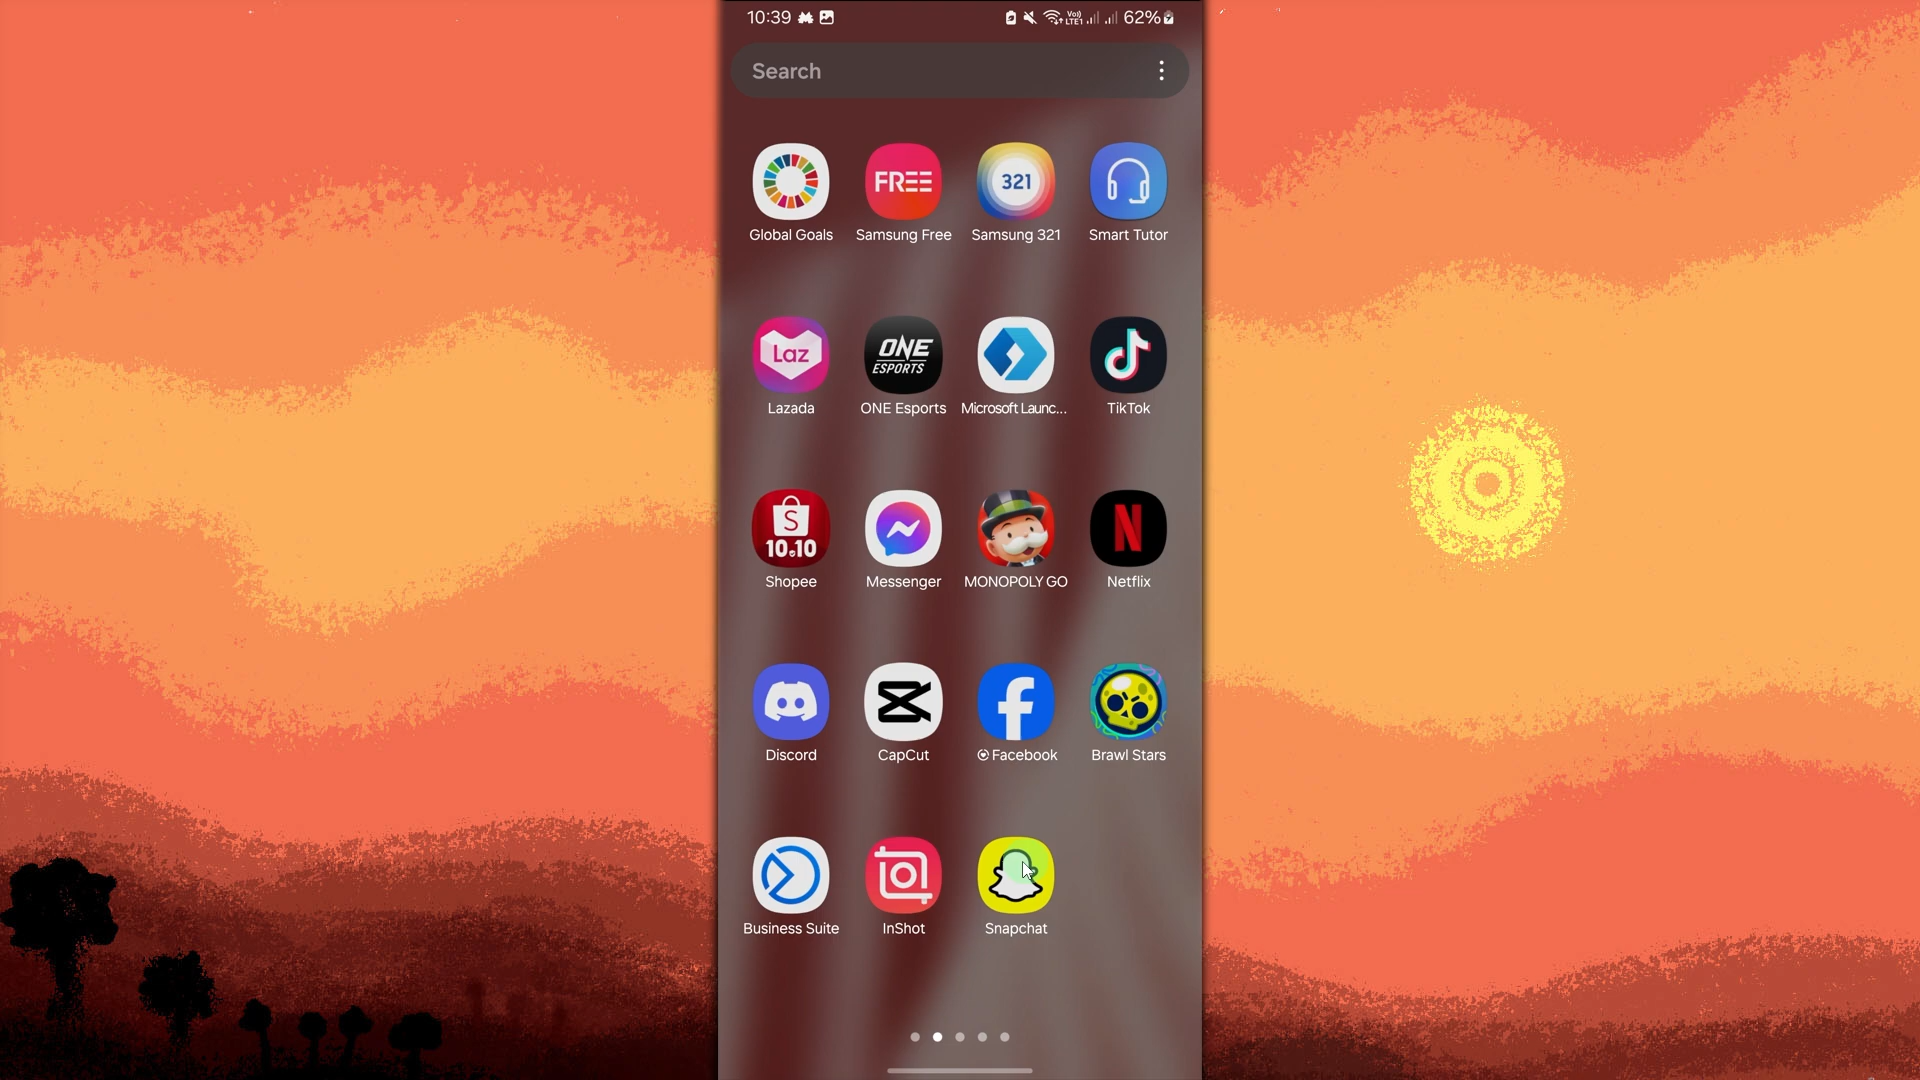 10:39
Vo)) LTE1 62%
Search
FREE
321
Global Goals
Samsung Free
Samsung 321
Smart Tutor
Laz
ONE ESPORTS
Lazada
ONE Esports
Microsoft Launc...
TikTok
S
10.10
N
Shopee
Messenger
MONOPOLY GO
Netflix
Discord
CapCut
Facebook
Brawl Stars
Business Suite
InShot
Snapchat